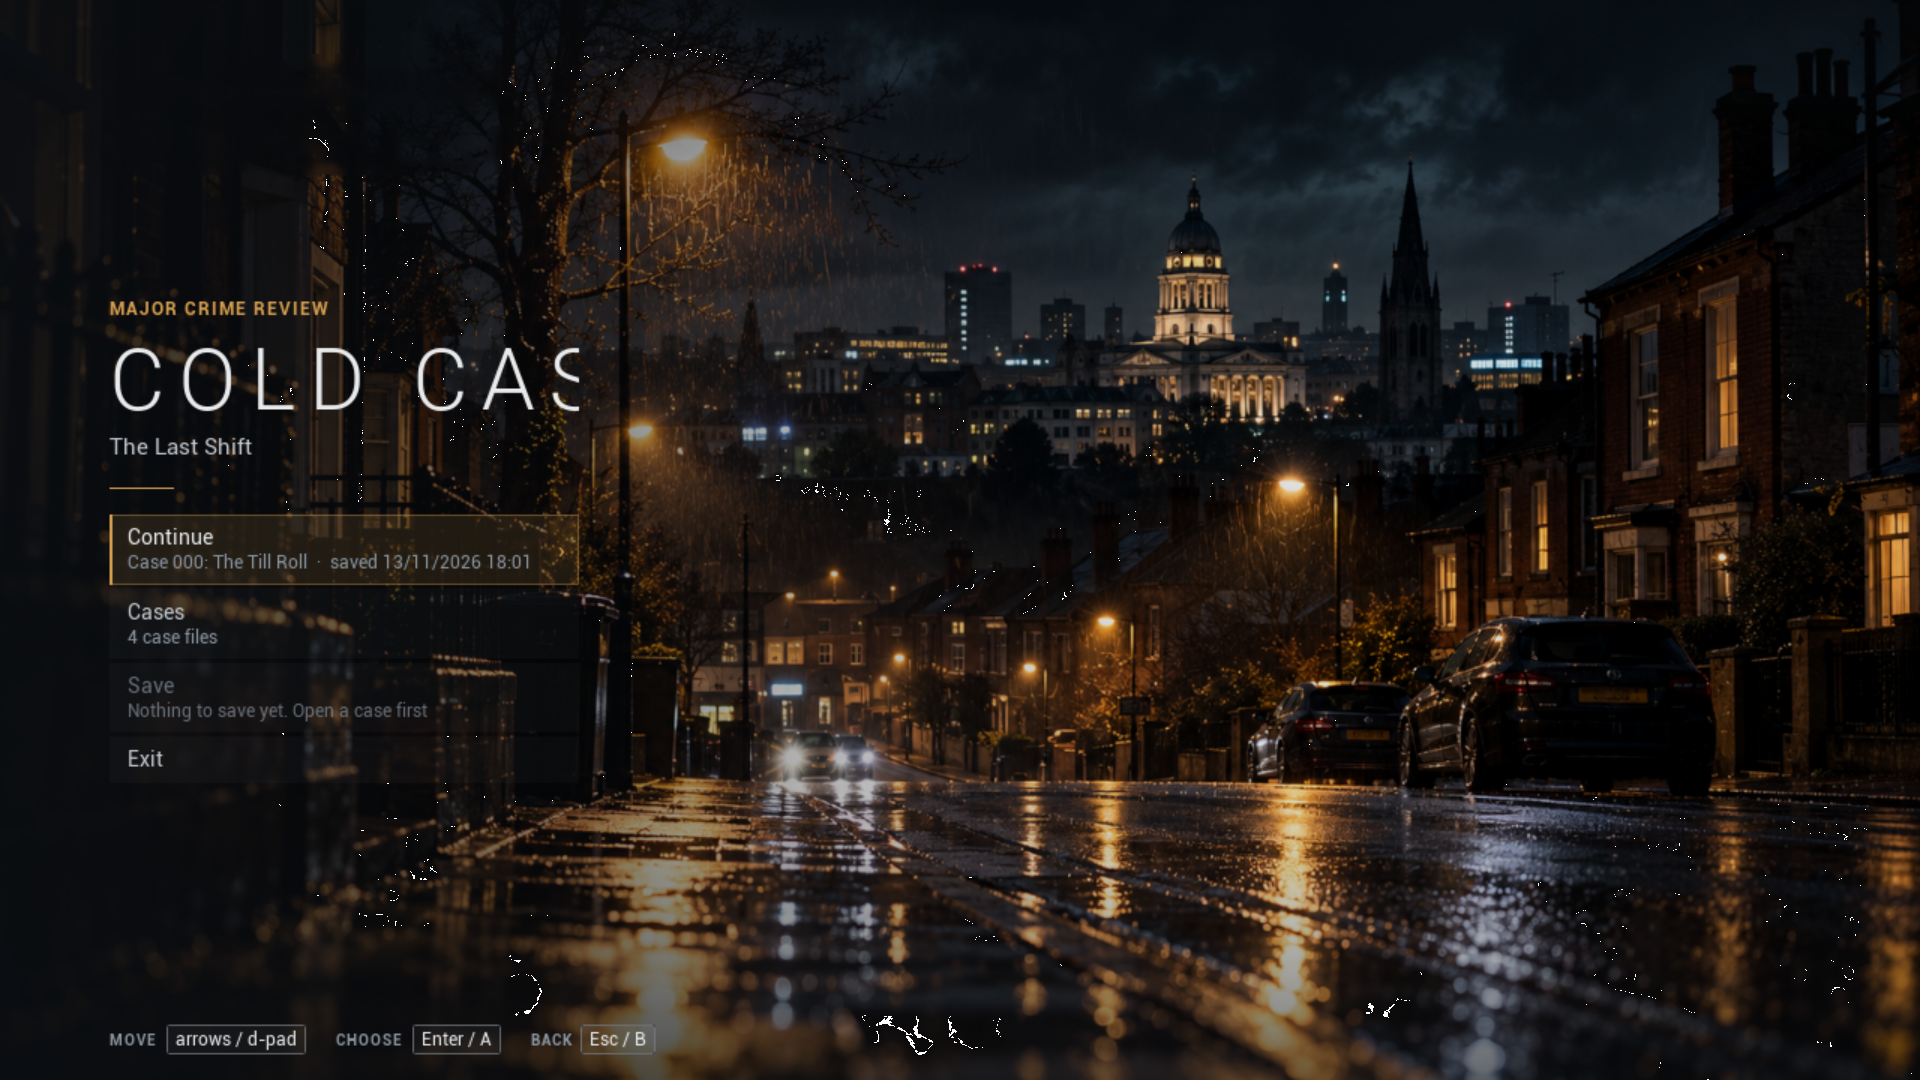 MAJOR CRIME REVIEW
COLD CAS
The Last Shift
Continue
Case 000: The Till Roll · saved 13/11/2026 18:01
Cases
4 case files
Save
Nothing to save yet. Open a case first
Exit
MOVE arrows / d-pad CHOOSE Enter / A BACK Esc / B